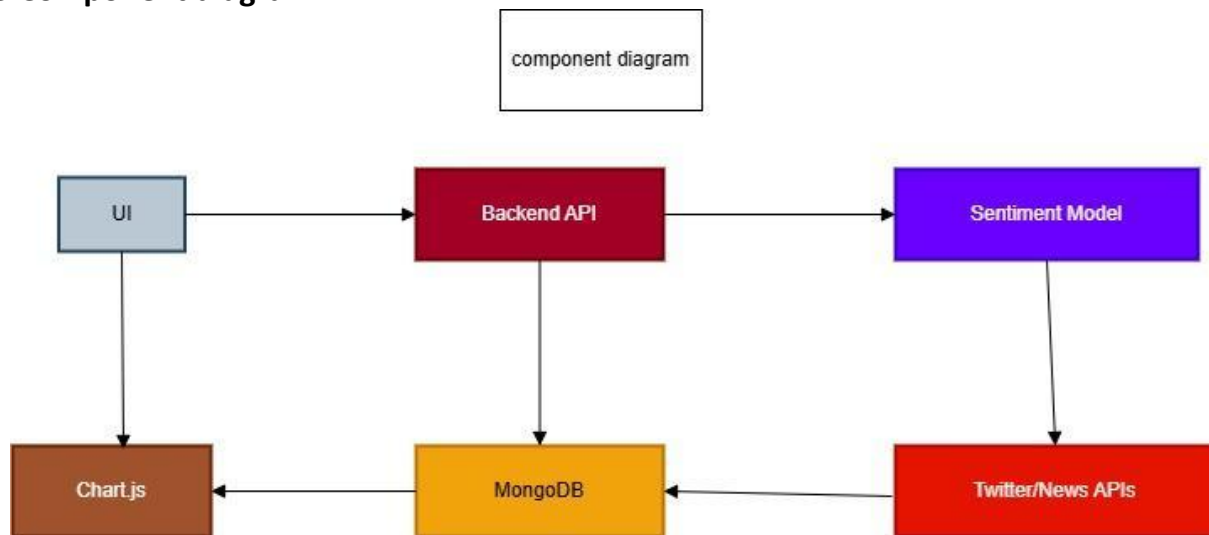 component diagram
UI
Backend API
Sentiment Model
Chart.js
MongoDB
Twitter/News APIs